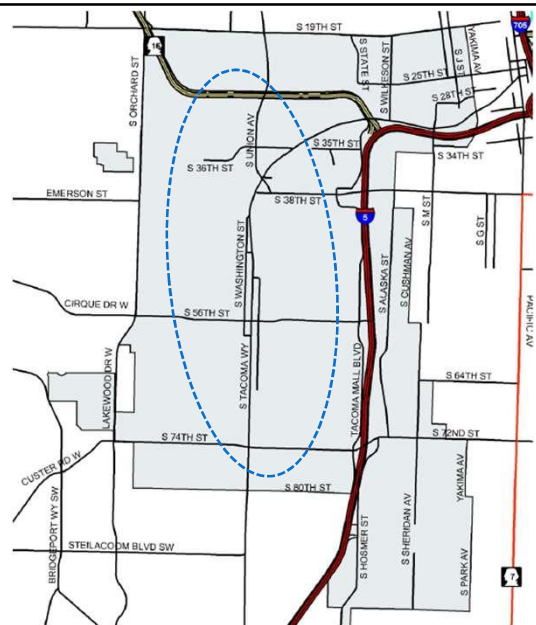 S 19TH ST
705
16
S ORCHARD ST
S STATE ST
S WILKESON ST
S J ST
YAKIMA AV
S 25TH ST
S 28TH ST
S UNION AV
S 35TH ST
S 36TH ST
S 34TH ST
EMERSON ST
S 38TH ST
S M ST
5
S G ST
S WASHINGTON ST
S ALASKA ST
S CUSHMAN AV
CIRQUE DR W
S 56TH ST
PACIFIC AV
LAKEWOOD DR W
S TACOMA WY
TACOMA MALL BLVD
S 64TH ST
S 74TH ST
S 72ND ST
CUSTER RD W
YAKIMA AV
S 80TH ST
BRIDGEPORT WY SW
STEILACOOM BLVD SW
S HOSMER ST
S SHERIDAN AV
S PARK AV
7